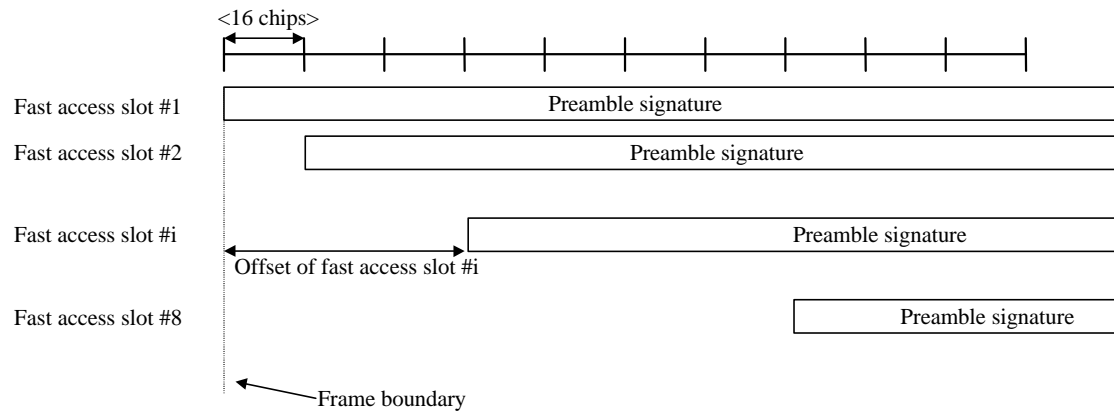 <16 chips>
Fast access slot #1
Preamble signature
Fast access slot #2
Preamble signature
Fast access slot #i
Preamble signature
Offset of fast access slot #i
Fast access slot #8
Preamble signature
Frame boundary